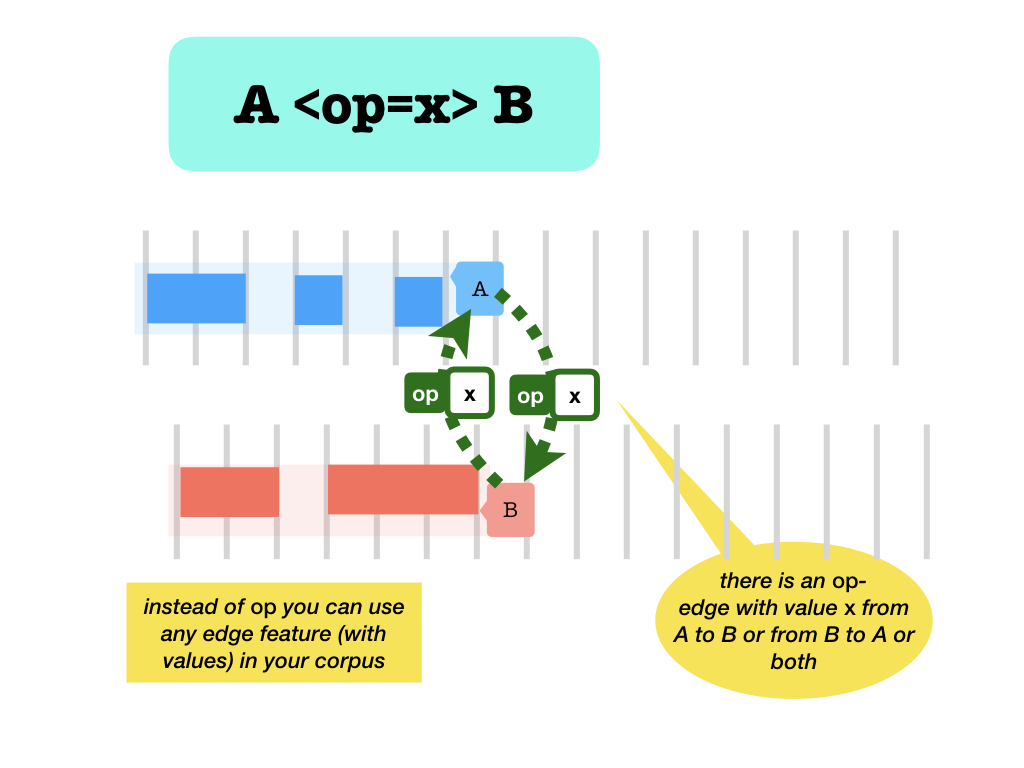 A <op=x> B
A
op x op x
B
instead of op you can use
any edge feature (with
values) in your corpus
there is an op-
edge with value x from
A to B or from B to A or
both